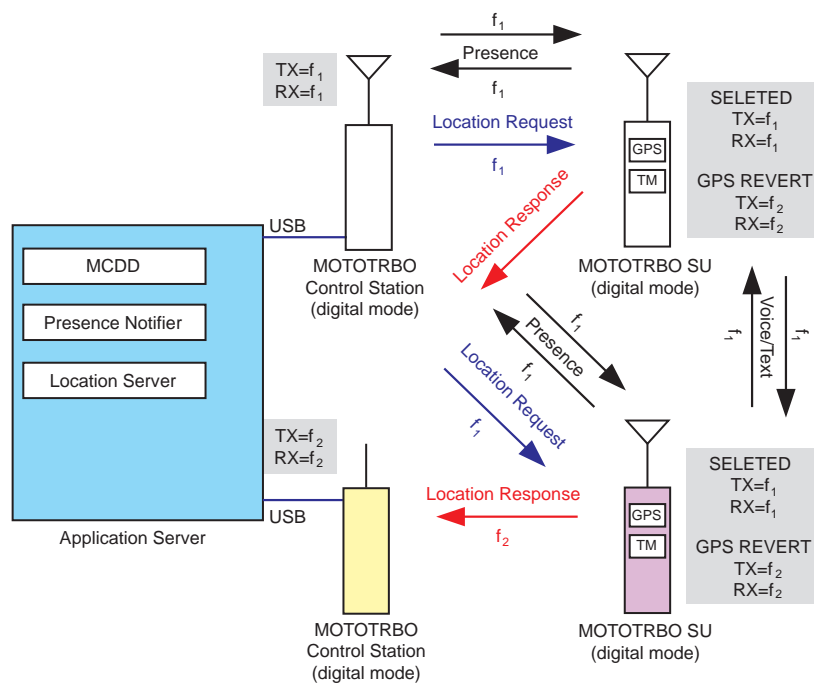 f₁
Presence
f₁
TX=f₁
RX=f₁
Location Request
f₁
GPS
TM
SELETED
TX=f₁
RX=f₁
GPS REVERT
TX=f₂
RX=f₂
Location Response
USB
MOTOTRBO
Control Station
(digital mode)
MOTOTRBO SU
(digital mode)
MCDD
Presence Notifier
Location Server
f₁
Presence
f₁
f₁
Voice/Text
f₁
Location Request
f₁
TX=f₂
RX=f₂
USB
Application Server
Location Response
f₂
GPS
TM
SELETED
TX=f₁
RX=f₁
GPS REVERT
TX=f₂
RX=f₂
MOTOTRBO
Control Station
(digital mode)
MOTOTRBO SU
(digital mode)